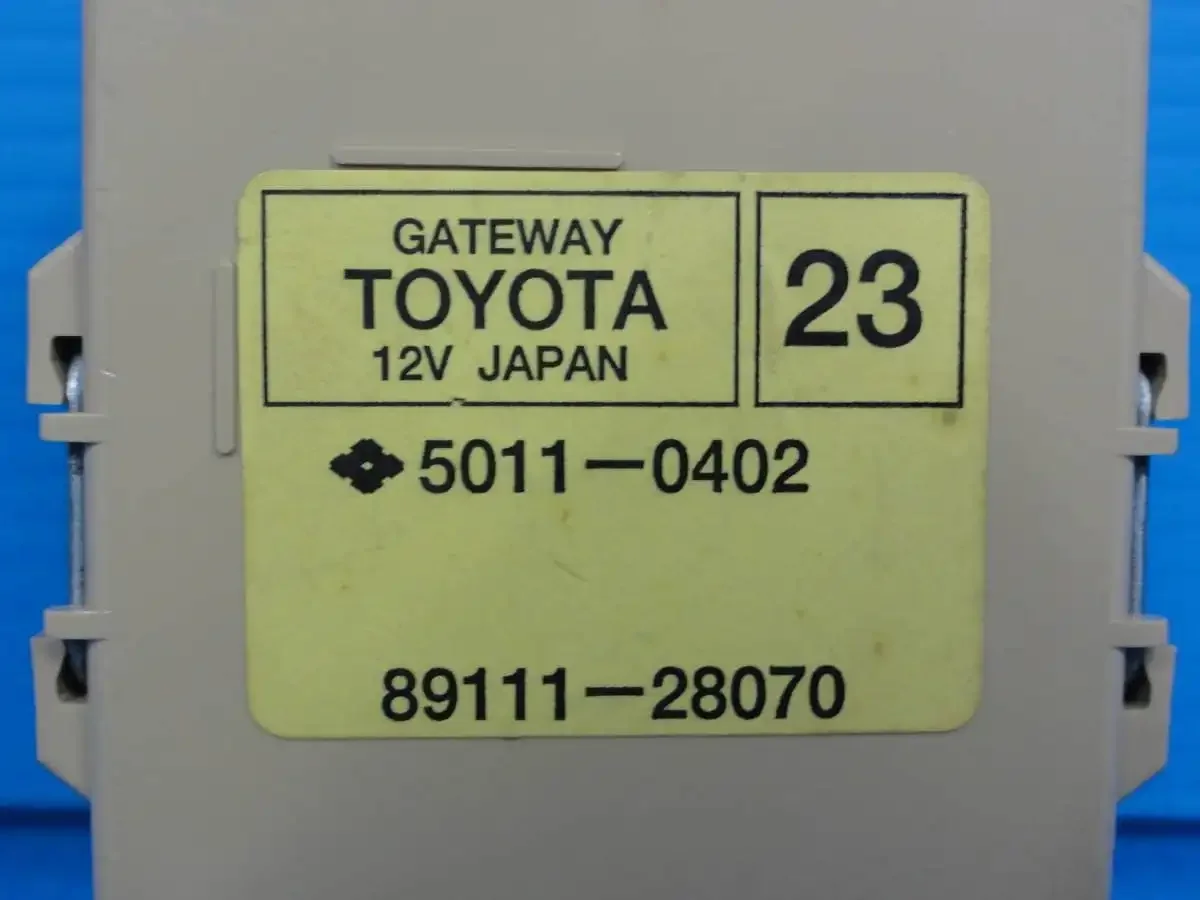 GATEWAY
TOYOTA
12V JAPAN
23
5011-0402
89111-28070